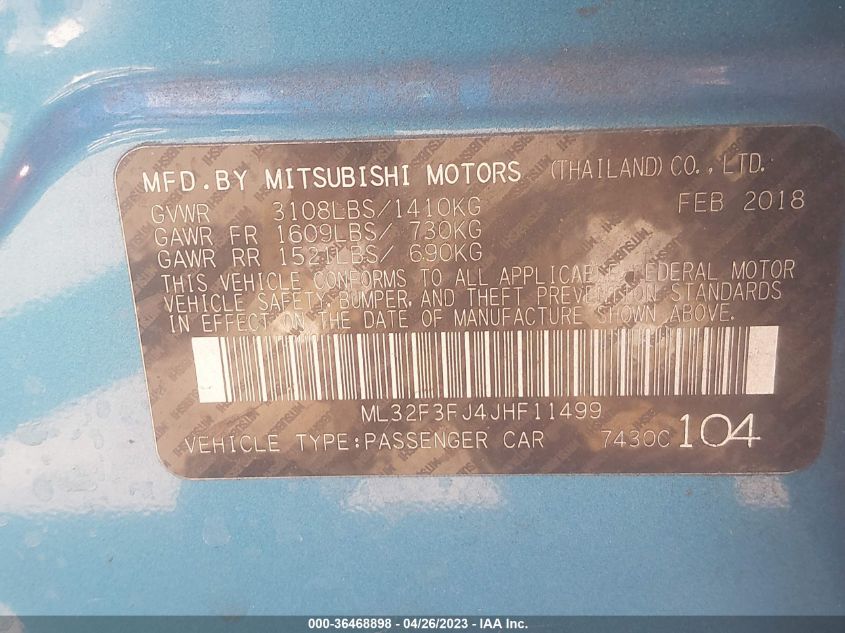 MFD.BY MITSUBISHI MOTORS (THAILAND) CO.,LTD.
GVWR 3108LBS/1410KG FEB 2018
GAWR FR 1609LBS/ 730KG
GAWR RR 1521LBS/ 690KG
THIS VEHICLE CONFORMS TO ALL APPLICABLE FEDERAL MOTOR
VEHICLE SAFETY, BUMPER, AND THEFT PREVENTION STANDARDS
IN EFFECT ON THE DATE OF MANUFACTURE SHOWN ABOVE.
ML32F3FJ4JHF11499
VEHICLE TYPE:PASSENGER CAR 7430C 104
000-36468898 - 04/26/2023 - IAA Inc.